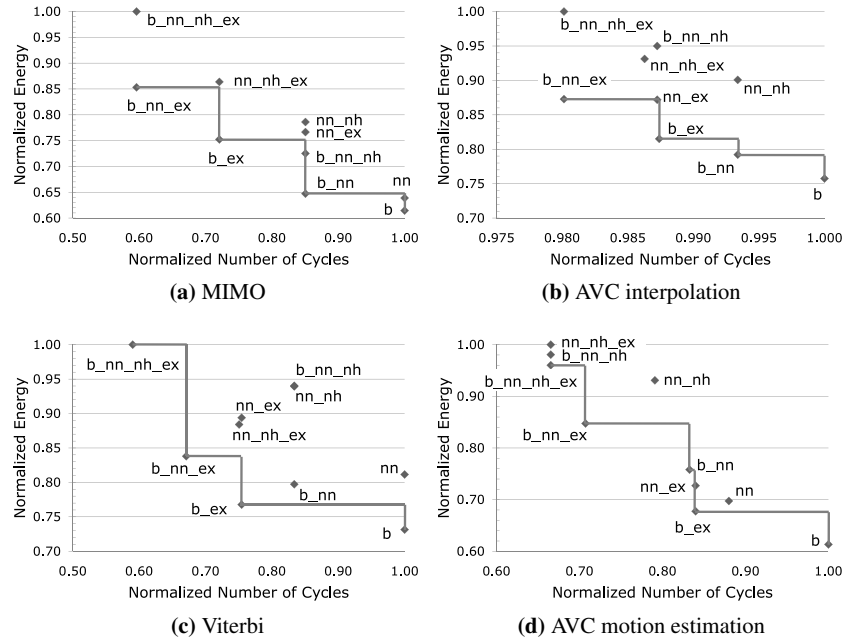 Normalized Energy
1.00
0.95
0.90
0.85
0.80
0.75
0.70
0.65
0.60
b_nn_nh_ex
b_nn_ex
nn_nh_ex
b_ex
nn_nh
nn_ex
b_nn_nh
b_nn
nn
b
0.50 0.60 0.70 0.80 0.90 1.00
Normalized Number of Cycles
(a) MIMO
Normalized Energy
1.00
0.95
0.90
0.85
0.80
0.75
0.70
b_nn_nh_ex
b_nn_nh
nn_nh_ex
nn_nh
b_nn_ex
nn_ex
b_ex
b_nn
b
0.975 0.980 0.985 0.990 0.995 1.000
Normalized Number of Cycles
(b) AVC interpolation
Normalized Energy
1.00
0.95
0.90
0.85
0.80
0.75
0.70
b_nn_nh_ex
b_nn_nh
nn_nh
nn_ex
nn_nh_ex
b_nn_ex
nn
b_nn
b_ex
b
0.50 0.60 0.70 0.80 0.90 1.00
Normalized Number of Cycles
(c) Viterbi
Normalized Energy
1.00
0.90
0.80
0.70
0.60
nn_nh_ex
b_nn_nh
b_nn_nh_ex
nn_nh
b_nn_ex
b_nn
nn_ex
nn
b_ex
b
0.60 0.70 0.80 0.90 1.00
Normalized Number of Cycles
(d) AVC motion estimation